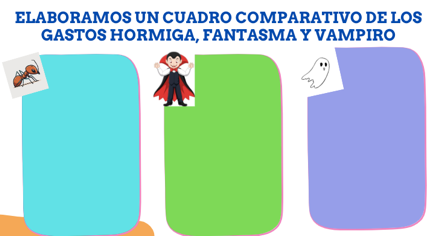 ELABORAMOS UN CUADRO COMPARATIVO DE LOS
GASTOS HORMIGA, FANTASMA Y VAMPIRO